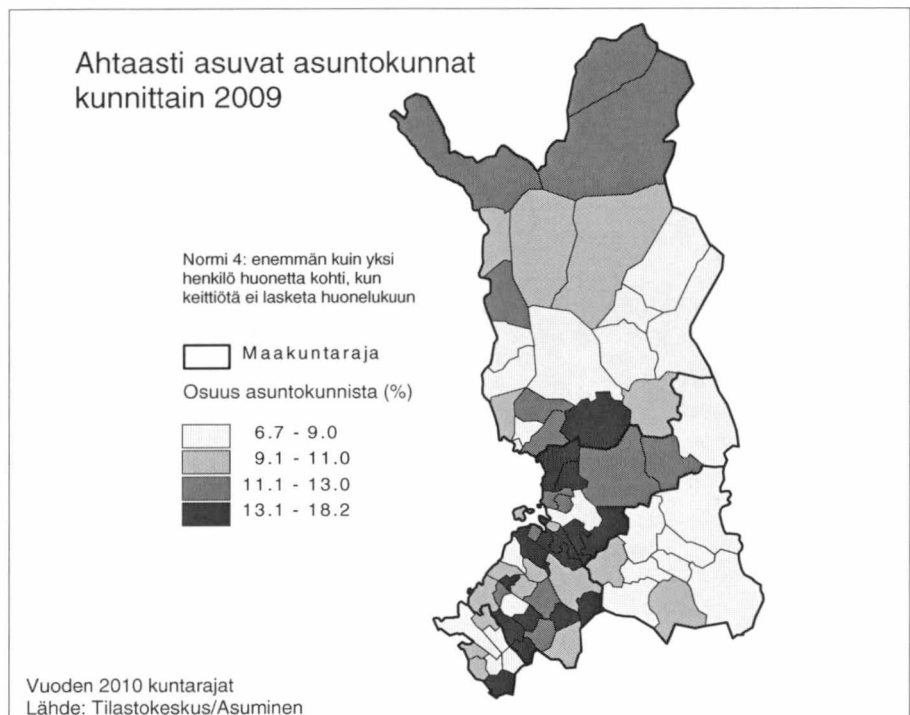 Ahtaasti asuvat asuntokunnat
kunnittain 2009
Normi 4: enemmän kuin yksi
henkilö huonetta kohti, kun
keittiötä ei lasketa huonelukuun
Maakuntaraja
Osuus asuntokunnista (%)
6.7 - 9.0
9.1 - 11.0
11.1 - 13.0
13.1 - 18.2
Vuoden 2010 kuntarajat
Lähde: Tilastokeskus/Asuminen